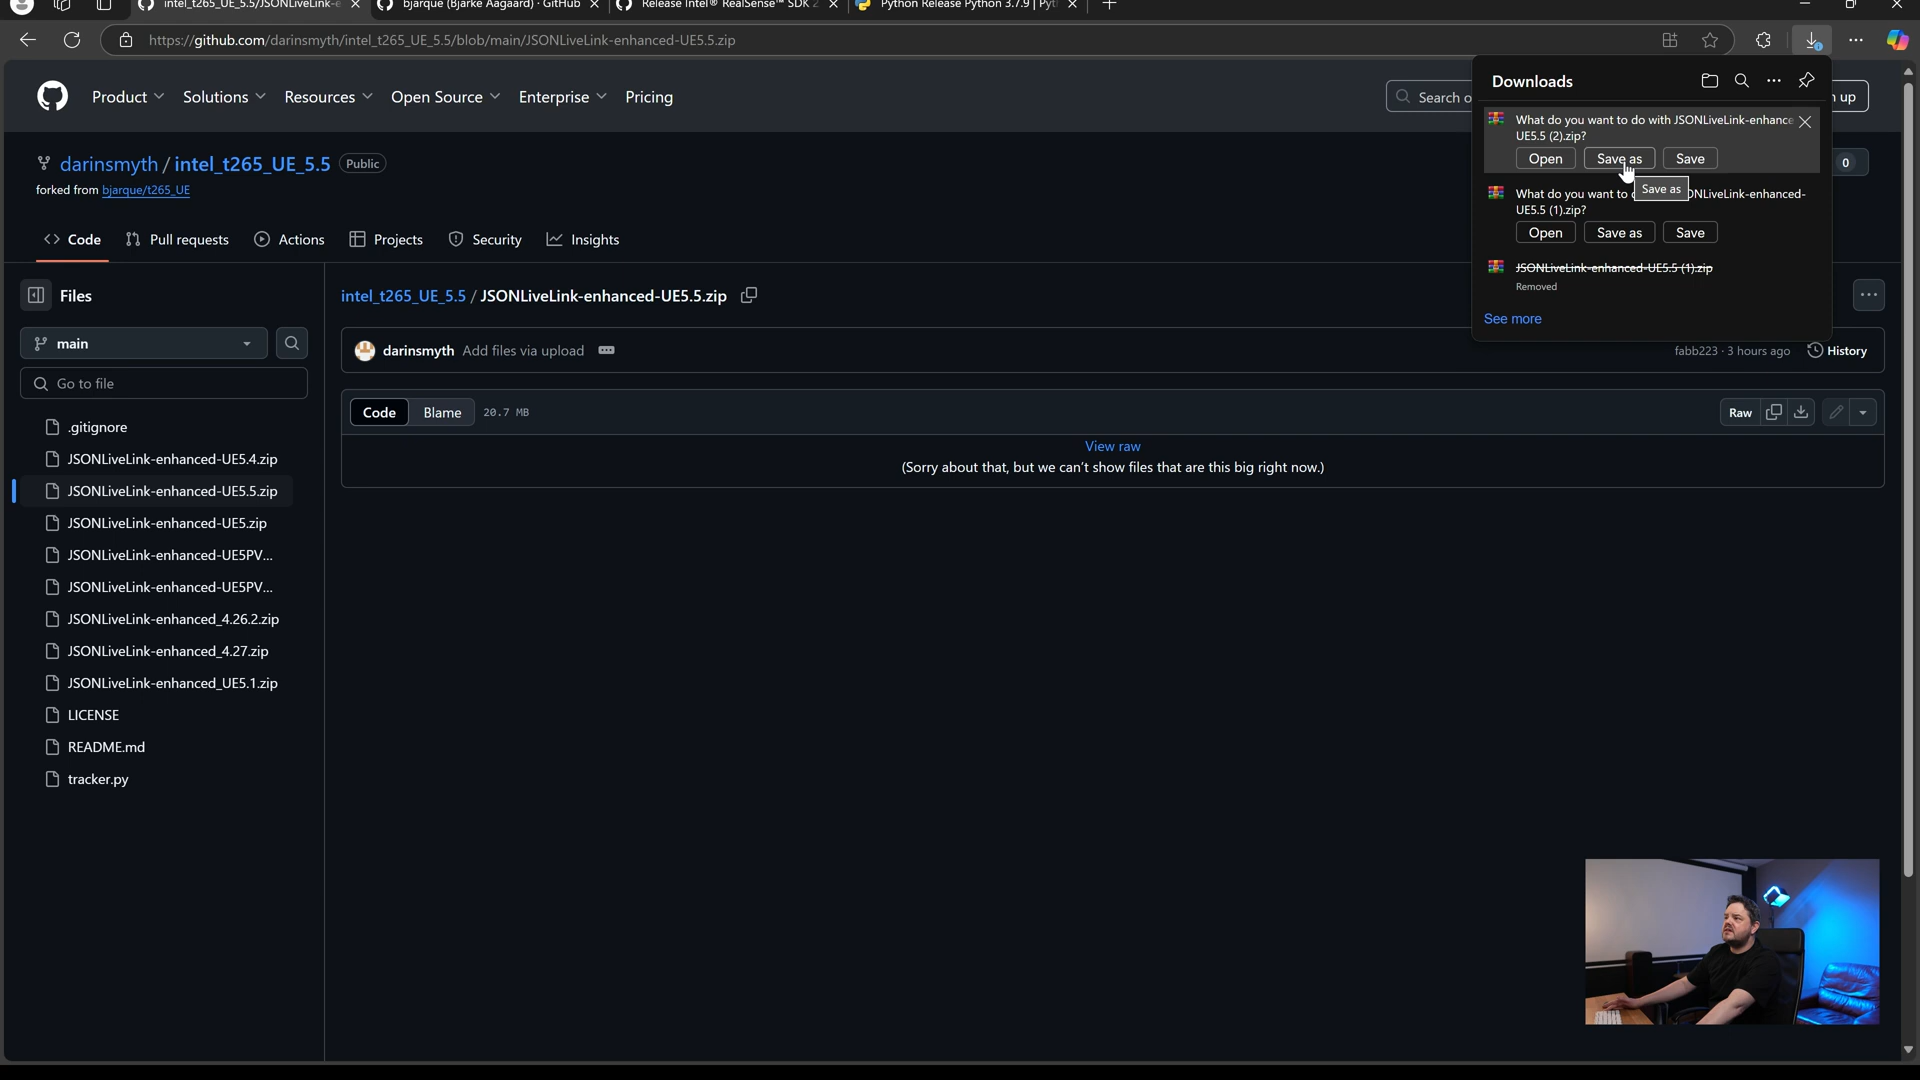 intel_t265_UE_5.5/JSONLiveLink-e
bjarque (Bjarke Aagaard) · GitHub
Release Intel® RealSense™ SDK 2
Python Release Python 3.7.9 | Pyt
https://github.com/darinsmyth/intel_t265_UE_5.5/blob/main/JSONLiveLink-enhanced-UE5.5.zip
Product
Solutions
Resources
Open Source
Enterprise
Pricing
Search o
n up
Downloads
What do you want to do with JSONLiveLink-enhance
UE5.5 (2).zip?
Open
Save as
Save
Save as
What do you want to
ONLiveLink-enhanced-
UE5.5 (1).zip?
Open
Save as
Save
JSONLiveLink-enhanced-UE5.5 (1).zip
Removed
See more
darinsmyth / intel_t265_UE_5.5
Public
0
forked from bjarque/t265_UE
Code
Pull requests
Actions
Projects
Security
Insights
Files
main
Go to file
.gitignore
JSONLiveLink-enhanced-UE5.4.zip
JSONLiveLink-enhanced-UE5.5.zip
JSONLiveLink-enhanced-UE5.zip
JSONLiveLink-enhanced-UE5PV...
JSONLiveLink-enhanced-UE5PV...
JSONLiveLink-enhanced_4.26.2.zip
JSONLiveLink-enhanced_4.27.zip
JSONLiveLink-enhanced_UE5.1.zip
LICENSE
README.md
tracker.py
intel_t265_UE_5.5 / JSONLiveLink-enhanced-UE5.5.zip
darinsmyth Add files via upload
fabb223 · 3 hours ago
History
Code
Blame
20.7 MB
Raw
View raw
(Sorry about that, but we can't show files that are this big right now.)